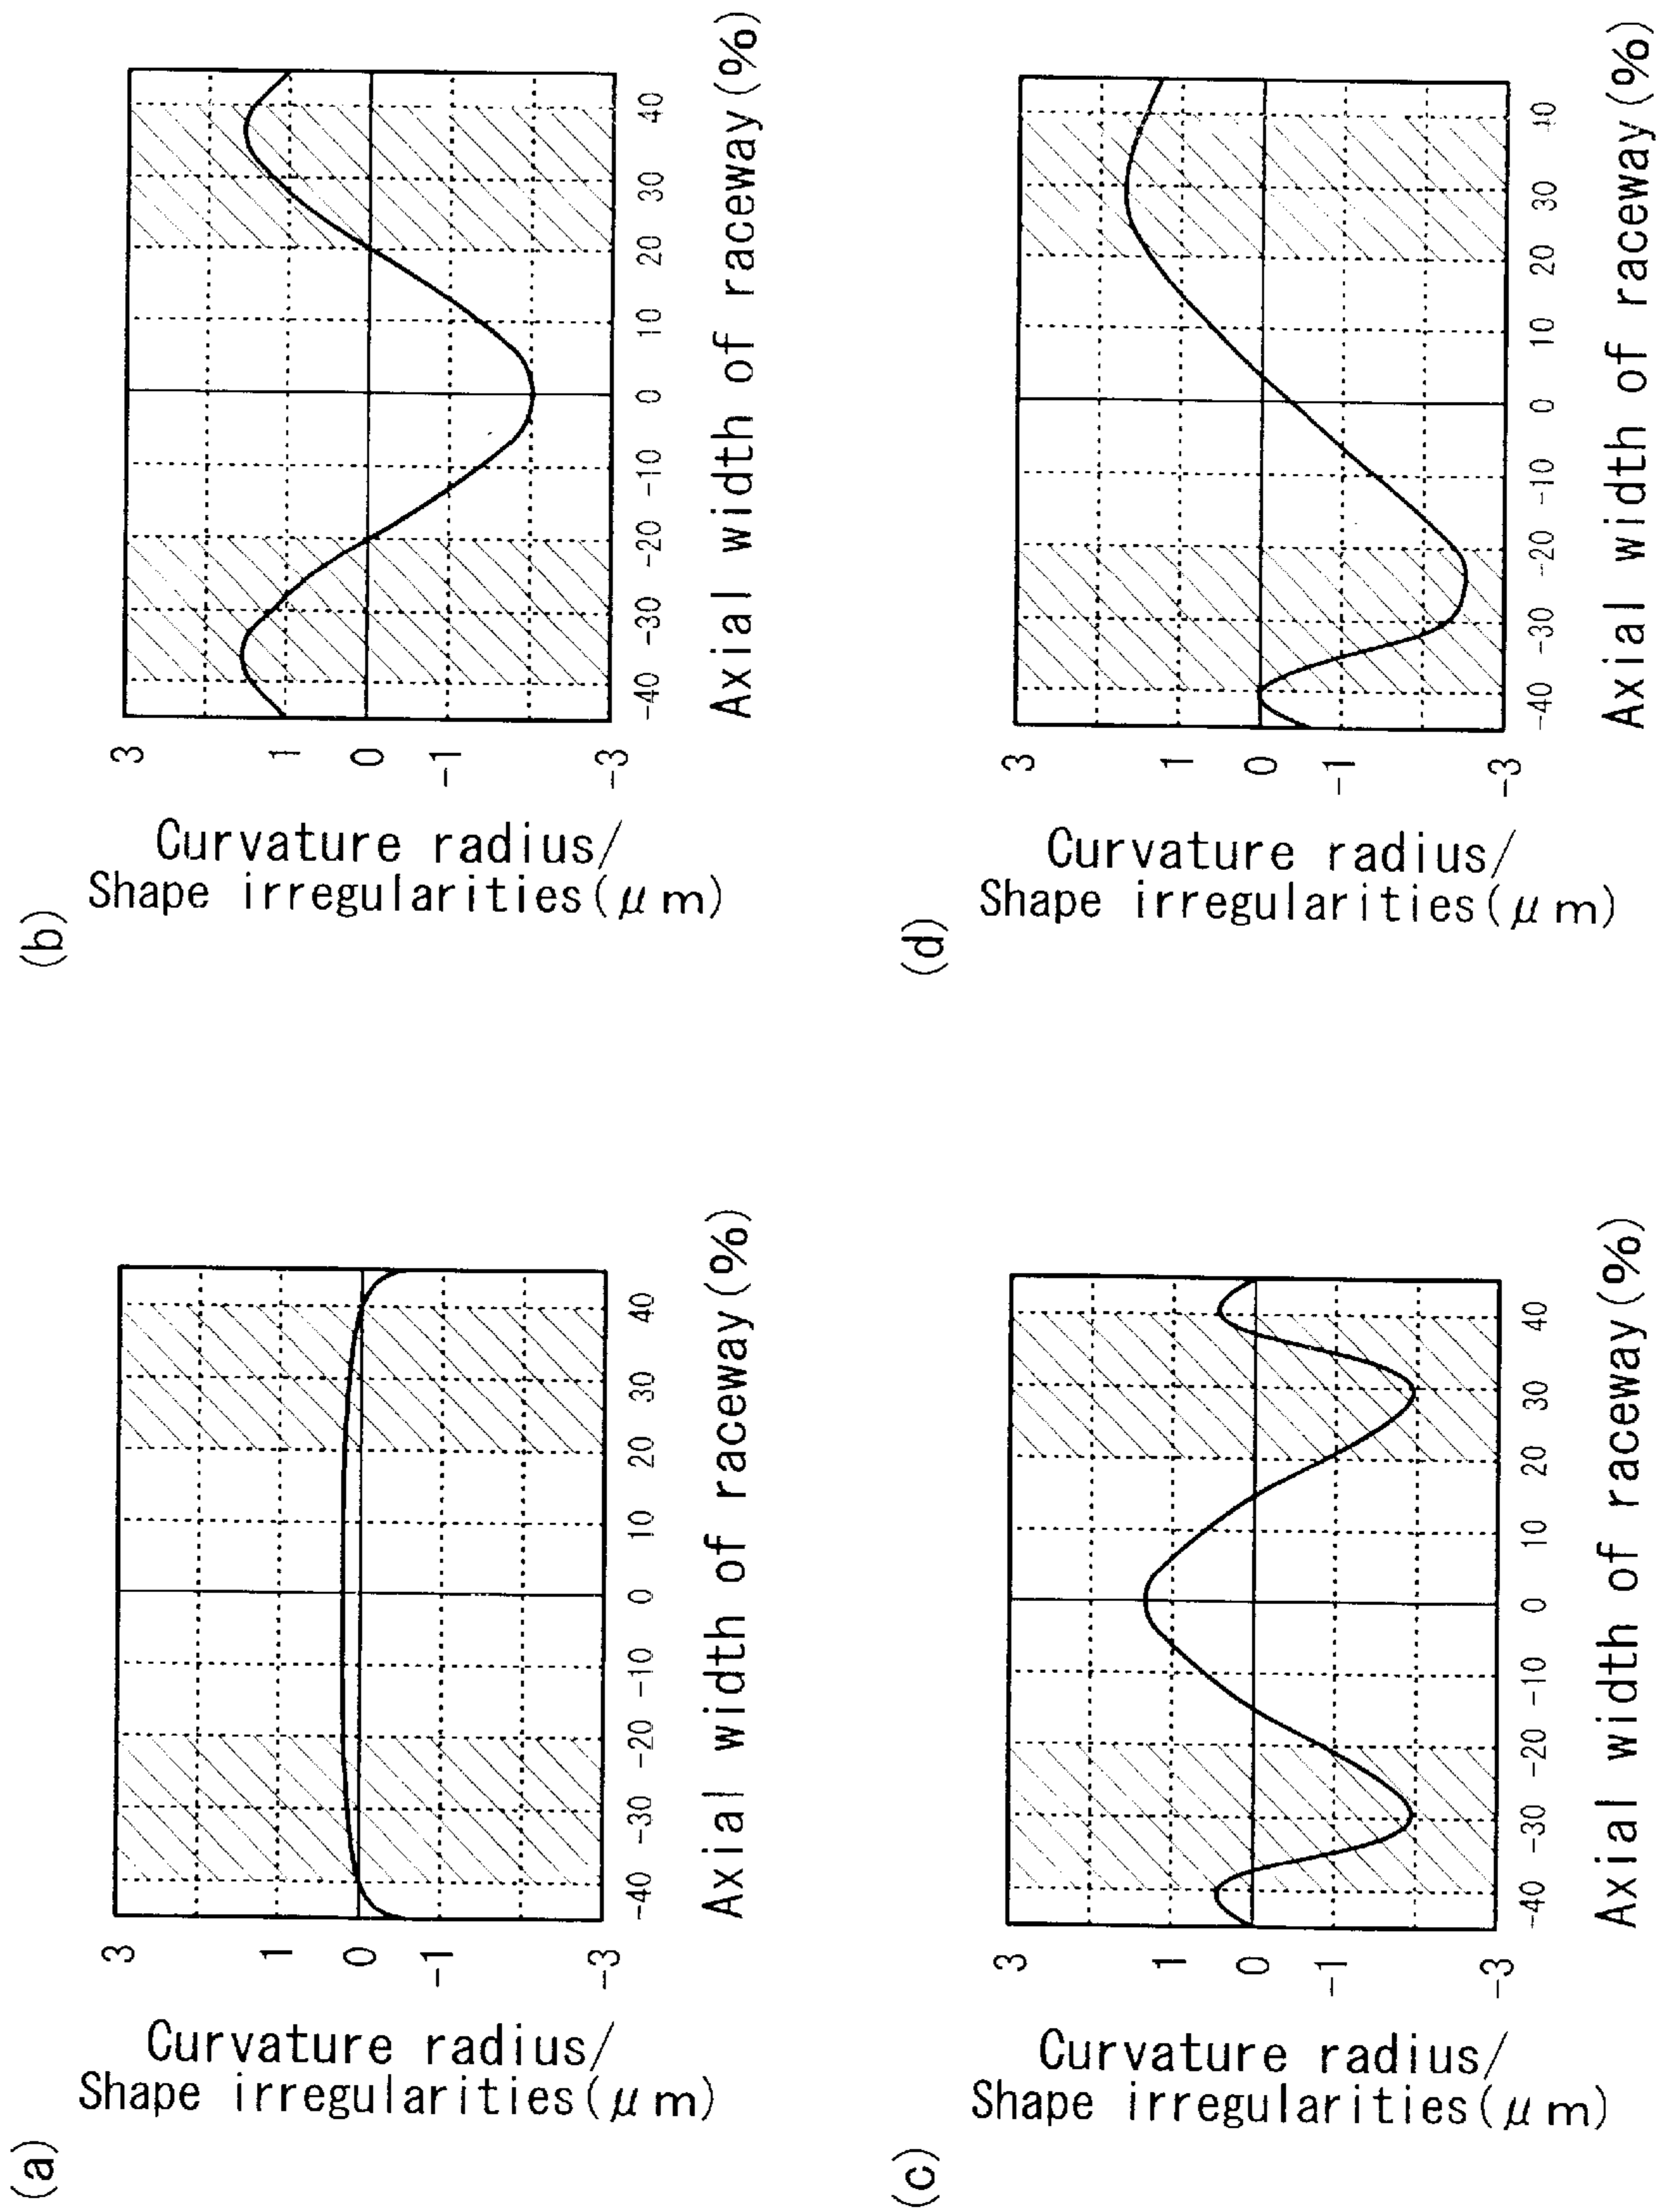 (a)
Curvature radius/
Shape irregularities(μm)
3
1
0
-1
-3
-40 -30 -20 -10 0 10 20 30 40
Axial width of raceway(%)
(b)
Curvature radius/
Shape irregularities(μm)
3
1
0
-1
-3
-40 -30 -20 -10 0 10 20 30 40
Axial width of raceway(%)
(c)
Curvature radius/
Shape irregularities(μm)
3
1
0
-1
-3
-40 -30 -20 -10 0 10 20 30 40
Axial width of raceway(%)
(d)
Curvature radius/
Shape irregularities(μm)
3
1
0
-1
-3
-40 -30 -20 -10 0 10 20 30 40
Axial width of raceway(%)